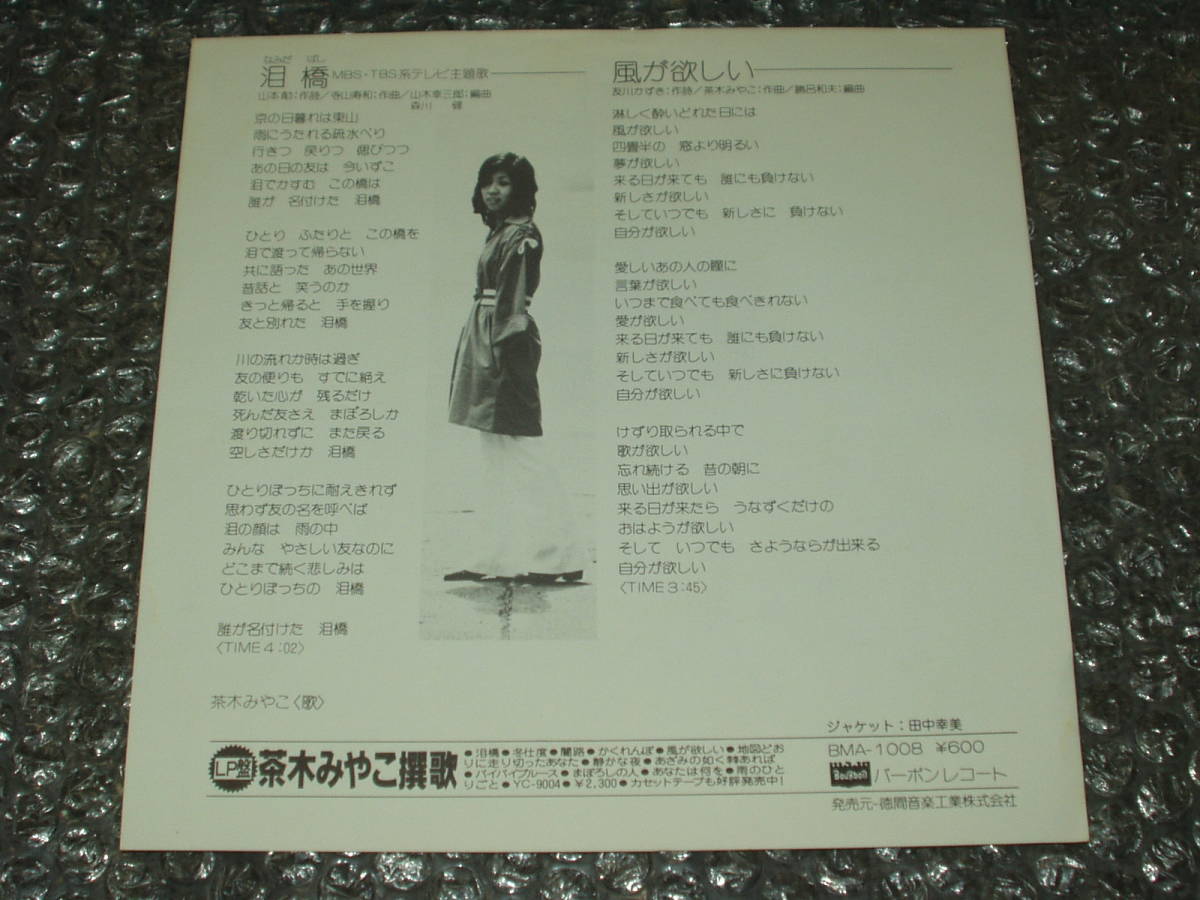 なみだ ばし
泪橋 MBS・TBS系テレビ主題歌
山本和;作詩/寺山寿和;作曲/山木幸三郎;編曲
森川 健
京の日暮れは東山
雨にうたれる疏水べり
行きつ 戻りつ 偲びつつ
あの日の友は 今いずこ
泪でかすむ この橋は
誰が 名付けた 泪橋
ひとり ふたりと この橋を
泪で渡って帰らない
共に語った あの世界
昔話と 笑うのか
きっと帰ると 手を握り
友と別れた 泪橋
川の流れか時は過ぎ
友の便りも すでに絶え
乾いた心が 残るだけ
死んだ友さえ まぼろしか
渡り切れずに また戻る
空しさだけか 泪橋
ひとりぼっちに耐えきれず
思わず友の名を呼べば
泪の顔は 雨の中
みんな やさしい友なのに
どこまで続く悲しみは
ひとりぼっちの 泪橋
誰が名付けた 泪橋
〈TIME 4:02〉
茶木みやこ〈歌〉
風が欲しい
友川かずき;作詩/茶木みやこ;作曲/勝呂和夫;編曲
淋しく酔いどれた日には
風が欲しい
四畳半の 窓より明るい
夢が欲しい
来る日が来ても 誰にも負けない
新しさが欲しい
そしていつでも 新しさに 負けない
自分が欲しい
愛しいあの人の瞳に
言葉が欲しい
いつまで食べても食べきれない
愛が欲しい
来る日が来ても 誰にも負けない
新しさが欲しい
そしていつでも 新しさに負けない
自分が欲しい
けずり取られる中で
歌が欲しい
忘れ続ける 昔の朝に
思い出が欲しい
来る日が来たら うなずくだけの
おはようが欲しい
そして いつでも さようならが出来る
自分が欲しい
〈TIME 3:45〉
ジャケット:田中幸美
BMA-1008 ¥600
Bourbon バーボンレコード
発売元-徳間音楽工業株式会社
LP盤 茶木みやこ撰歌
●泪橋●冬仕度●闇路●かくれんぼ●風が欲しい●地図どお
りに走り切ったあなた●静かな夜●あざみの如く棘あれば
●バイバイブルース●まぼろしの人●あなたは何を●雨のひと
りごと●YC-9004●¥2,300●カセットテープも好評発売中!